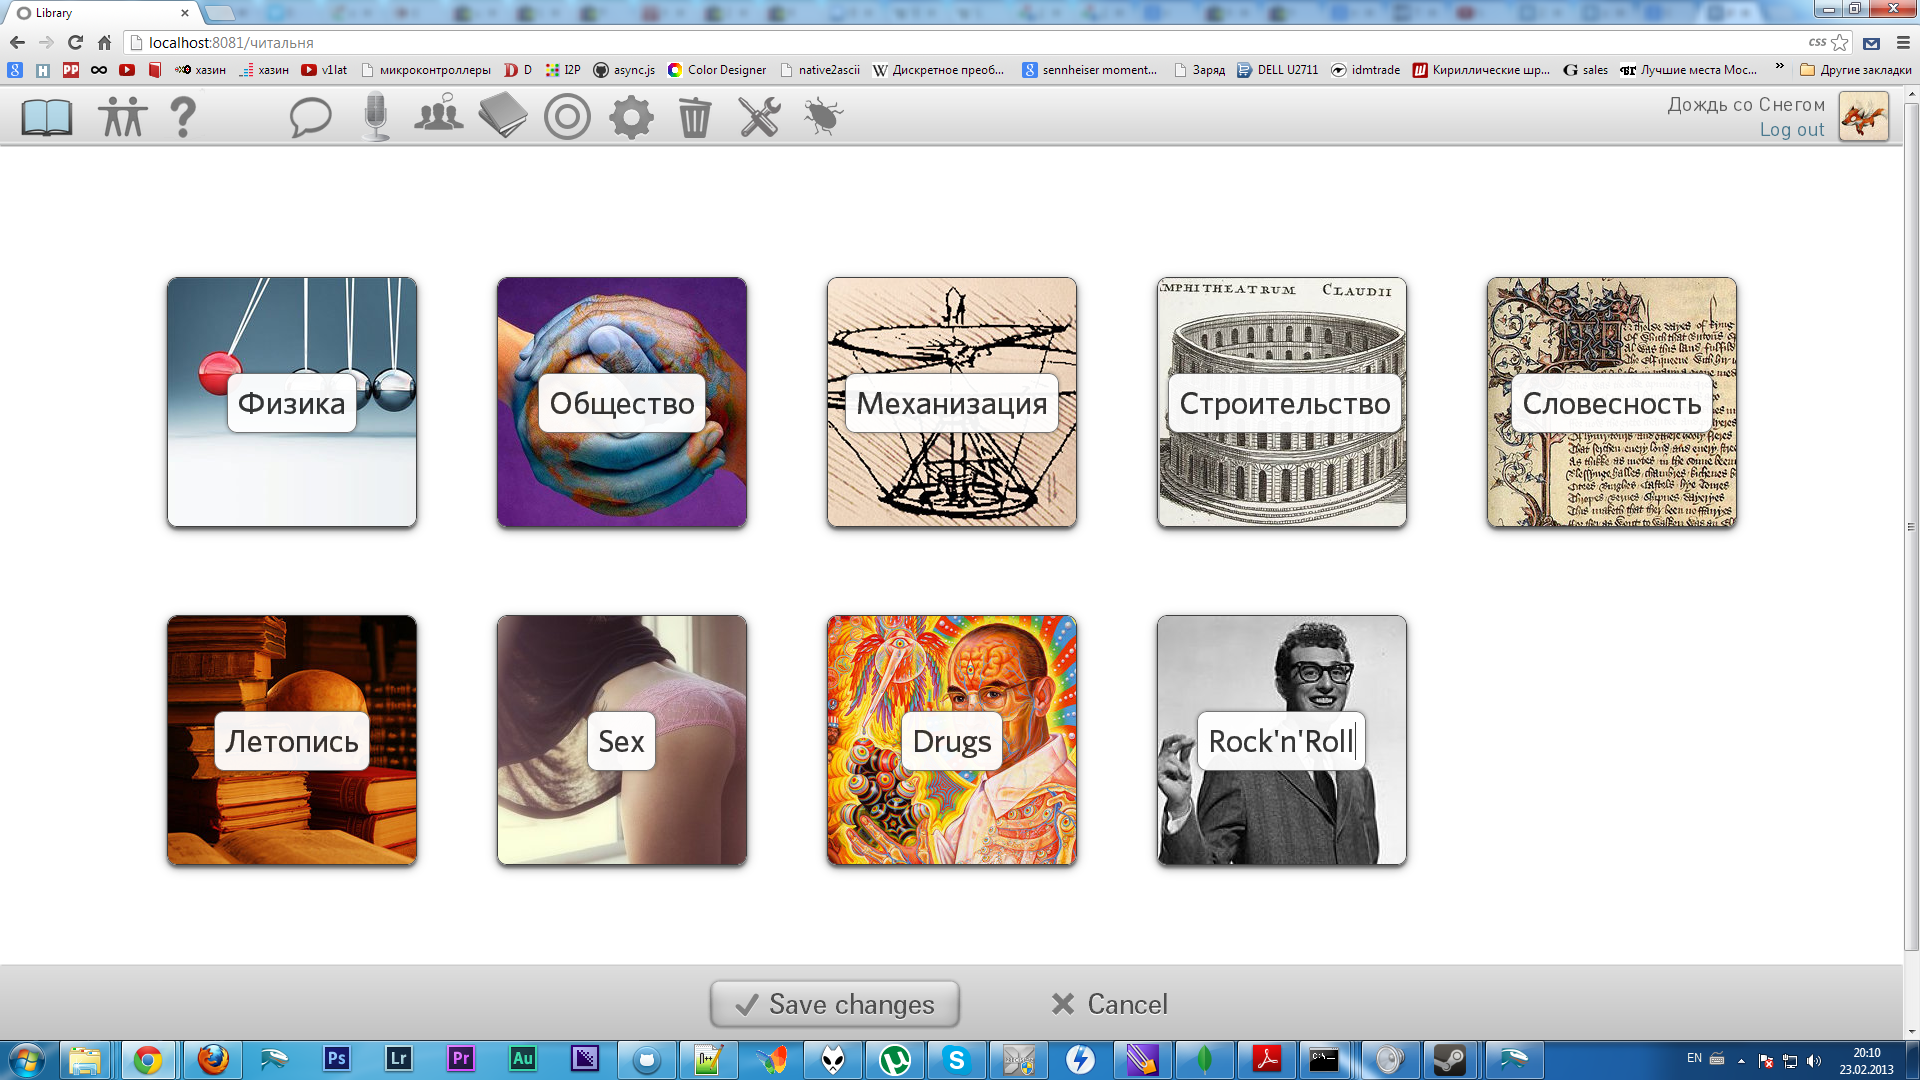 Library
localhost:8081/читальня
css
хазин
хазин
v1lat
микроконтроллеры
D
I2P
async.js
Color Designer
native2ascii
Дискретное преоб...
sennheiser moment...
Заряд
DELL U2711
idmtrade
Кириллические шр...
sales
Лучшие места Мос...
Другие закладки
Дождь со Снегом
Log out
Физика
Общество
Механизация
AMPHITHEATRUM CLAUDII
Строительство
Словесность
Летопись
Sex
Drugs
Rock'n'Roll
Save changes
Cancel
Ps
Lr
Pr
Au
EN
20:10
23.02.2013